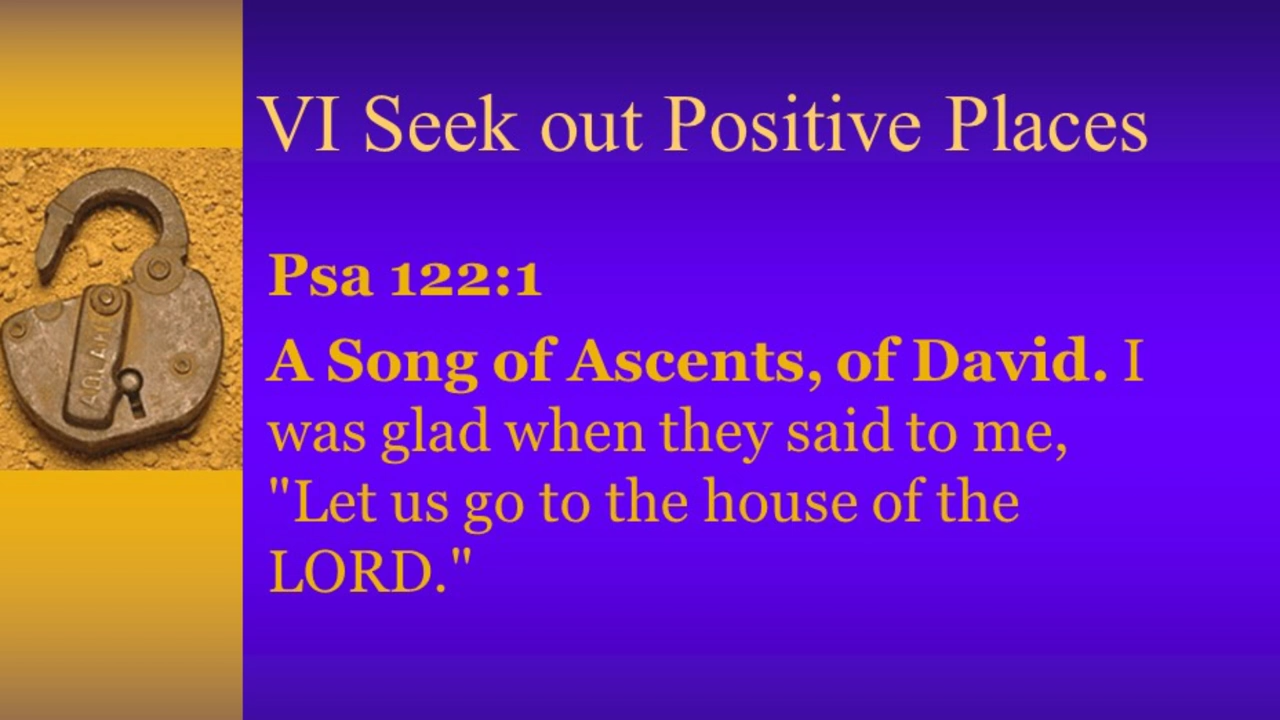 VI Seek out Positive Places
Psa 122:1
A Song of Ascents, of David. I
was glad when they said to me,
"Let us go to the house of the
LORD."